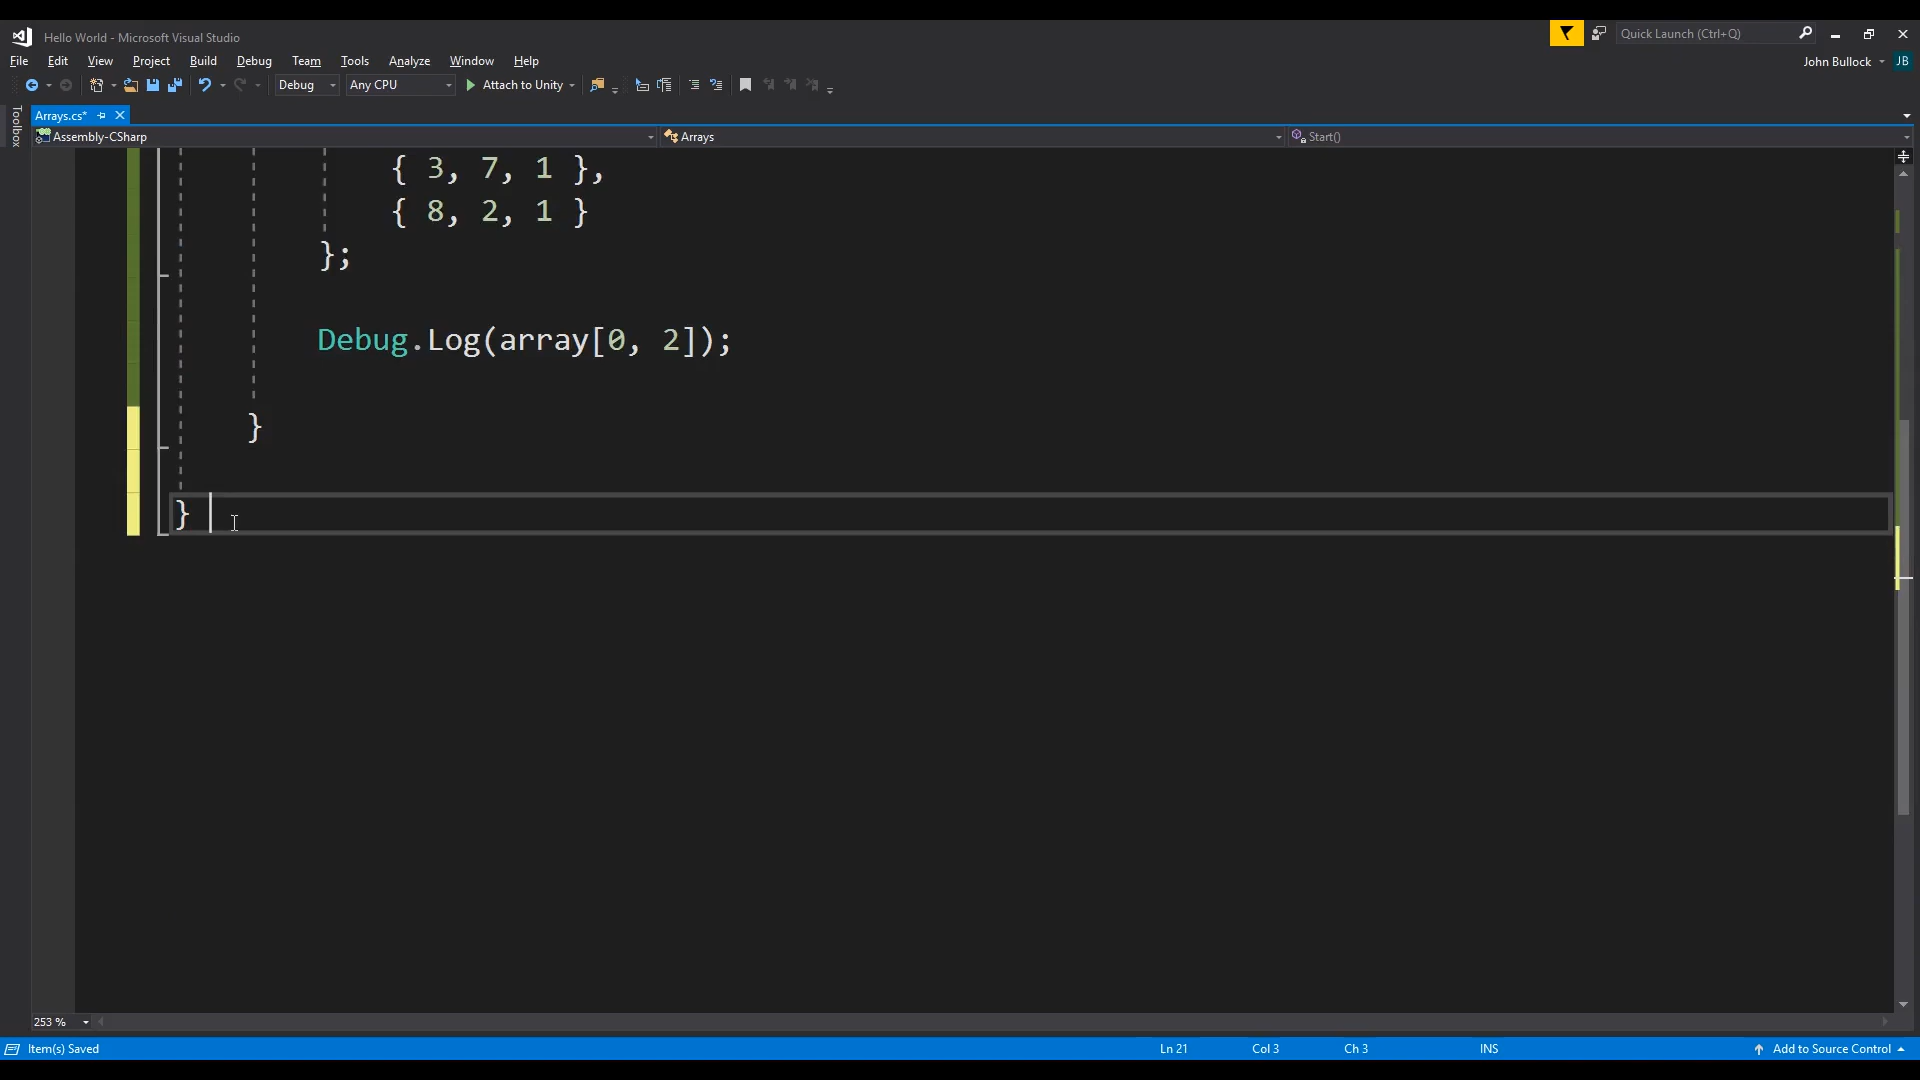 Hello World - Microsoft Visual Studio
Quick Launch (Ctrl+Q)
File Edit View Project Build Debug Team Tools Analyze Window Help
John Bullock JB
Debug Any CPU Attach to Unity
Toolbox
Arrays.cs*
Assembly-CSharp Arrays Start()
{ 3, 7, 1 },
{ 8, 2, 1 }
};
Debug.Log(array[0, 2]);
}
}
253 %
Item(s) Saved Ln 21 Col 3 Ch 3 INS Add to Source Control